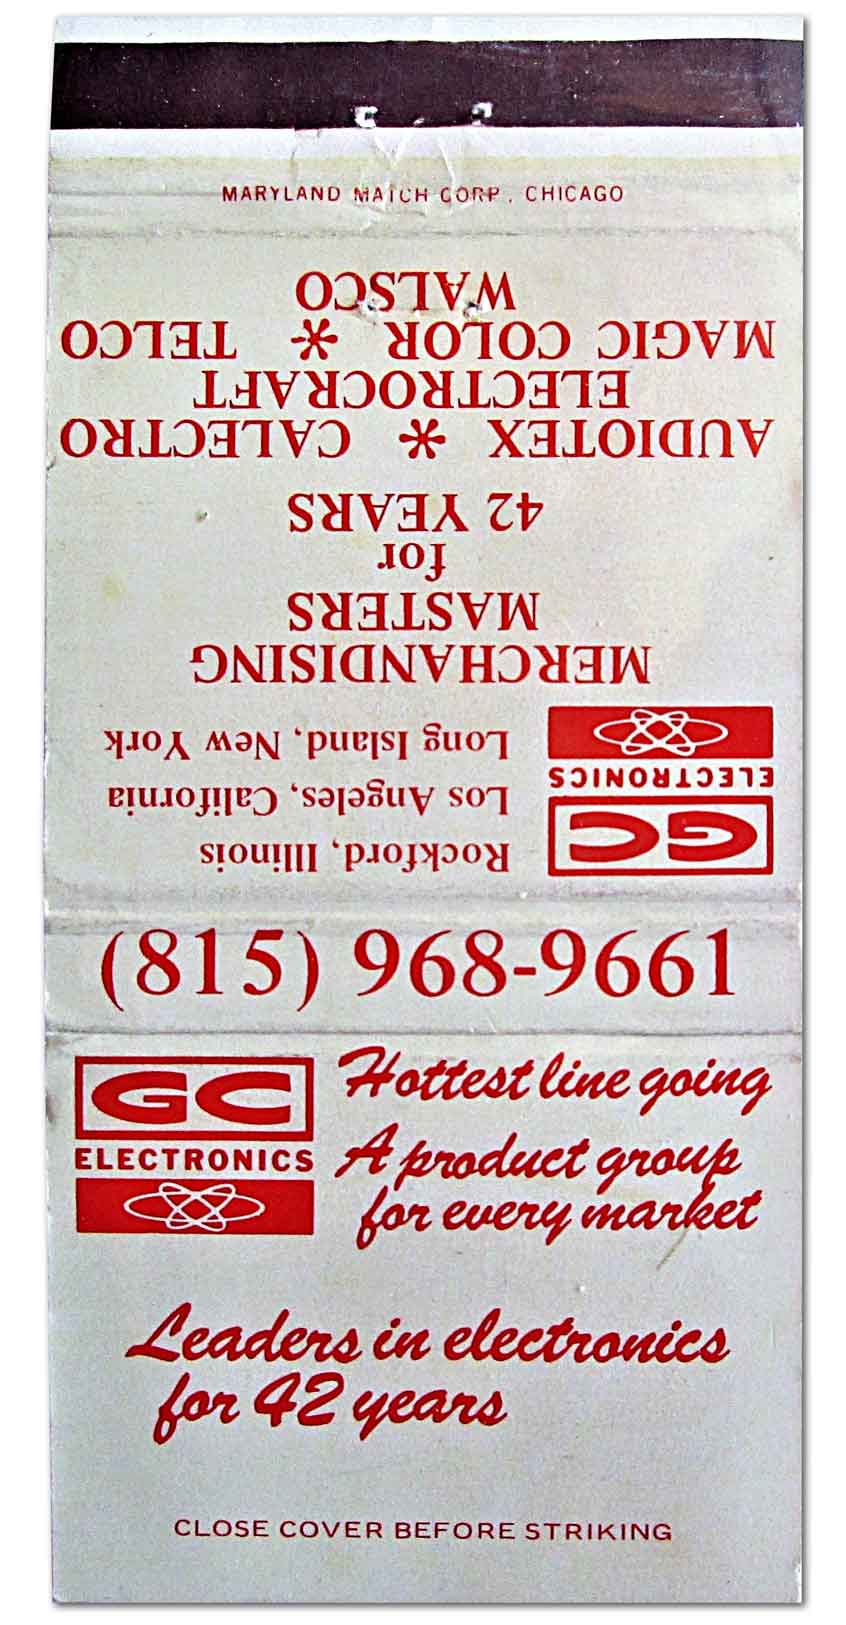 MARYLAND MATCH CORP., CHICAGO
GC
ELECTRONICS
Rockford, Illinois
Los Angeles, California
Long Island, New York
MERCHANDISING
MASTERS
for
42 YEARS
AUDIOTEX * CALECTRO
ELECTROCRAFT
MAGIC COLOR * TELCO
WALSCO
(815) 968-9661
GC
ELECTRONICS
Hottest line going
A product group
for every market
Leaders in electronics
for 42 years
CLOSE COVER BEFORE STRIKING